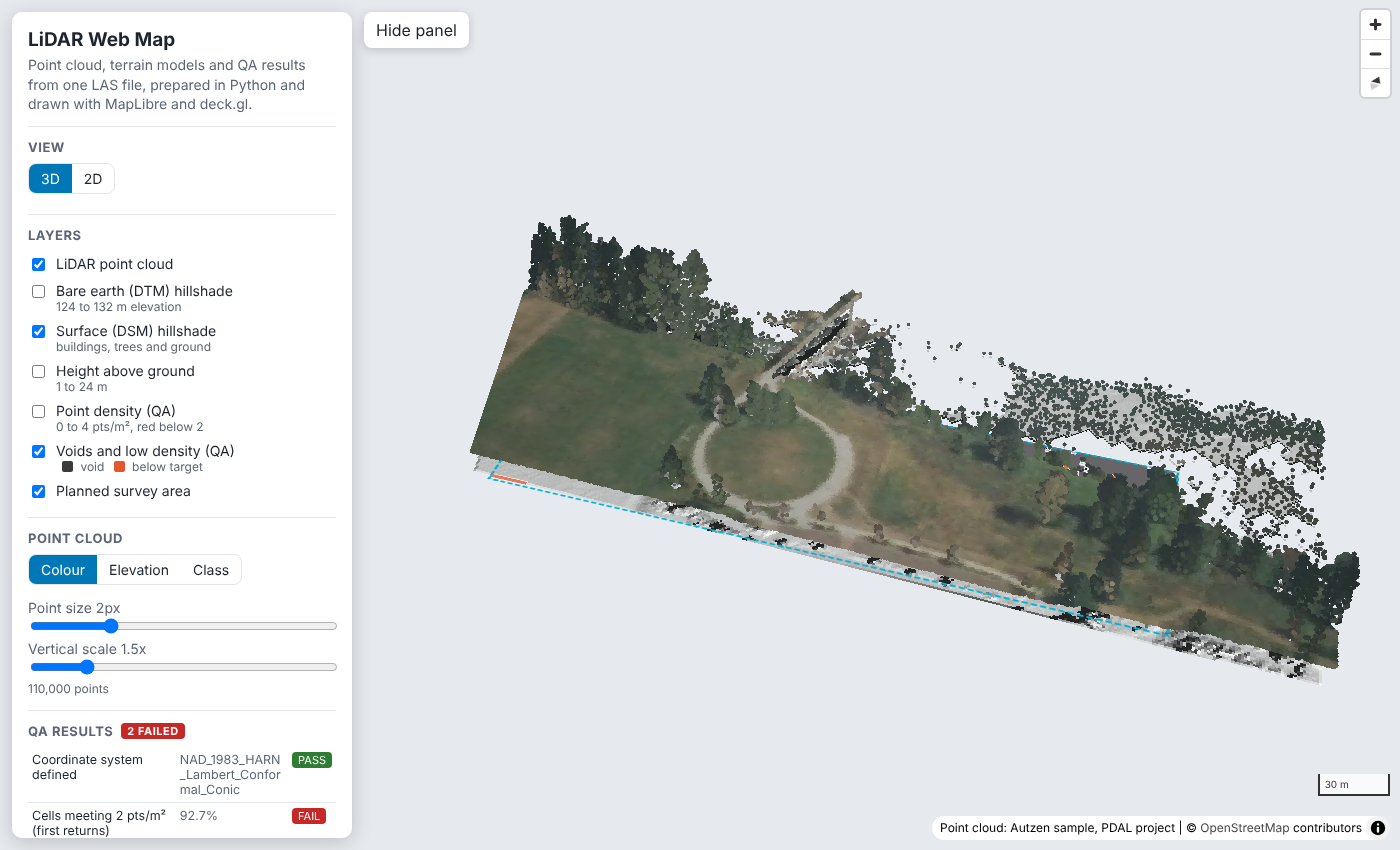 LiDAR Web Map
Point cloud, terrain models and QA results
from one LAS file, prepared in Python and
drawn with MapLibre and deck.gl.
VIEW
3D 2D
LAYERS
LiDAR point cloud
Bare earth (DTM) hillshade
124 to 132 m elevation
Surface (DSM) hillshade
buildings, trees and ground
Height above ground
1 to 24 m
Point density (QA)
0 to 4 pts/m², red below 2
Voids and low density (QA)
void below target
Planned survey area
POINT CLOUD
Colour Elevation Class
Point size 2px
Vertical scale 1.5x
110,000 points
QA RESULTS 2 FAILED
Coordinate system
defined
NAD_1983_HARN
_Lambert_Confor
mal_Conic
PASS
Cells meeting 2 pts/m²
(first returns)
92.7%
FAIL
Hide panel
30 m
Point cloud: Autzen sample, PDAL project | © OpenStreetMap contributors